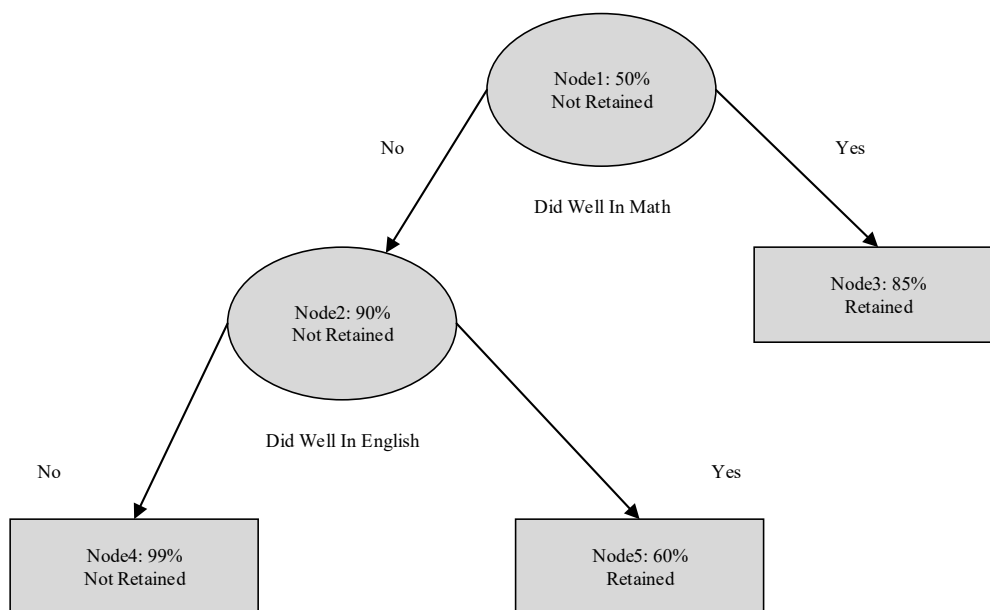 Node1: 50%
Not Retained
No
Yes
Did Well In Math
Node3: 85%
Retained
Node2: 90%
Not Retained
Did Well In English
No
Yes
Node4: 99%
Not Retained
Node5: 60%
Retained